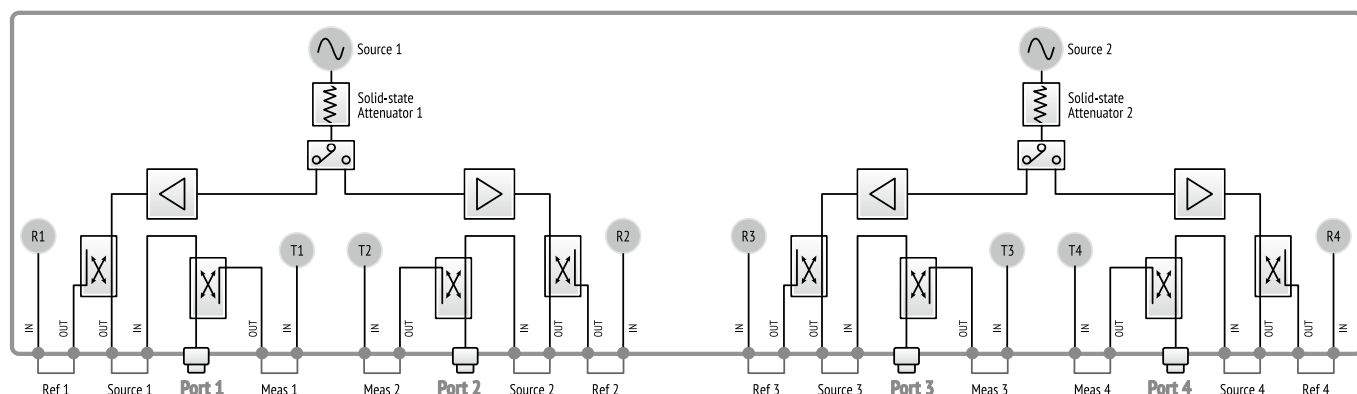 Source 1
Source 2
Solid-state
Attenuator 1
Solid-state
Attenuator 2
R1
T1
T2
R2
R3
T3
T4
R4
IN
OUT
OUT
IN
OUT
IN
IN
OUT
IN
OUT
OUT
IN
IN
OUT
OUT
IN
OUT
IN
IN
OUT
IN
OUT
OUT
IN
Ref 1
Source 1
Port 1
Meas 1
Meas 2
Port 2
Source 2
Ref 2
Ref 3
Source 3
Port 3
Meas 3
Meas 4
Port 4
Source 4
Ref 4